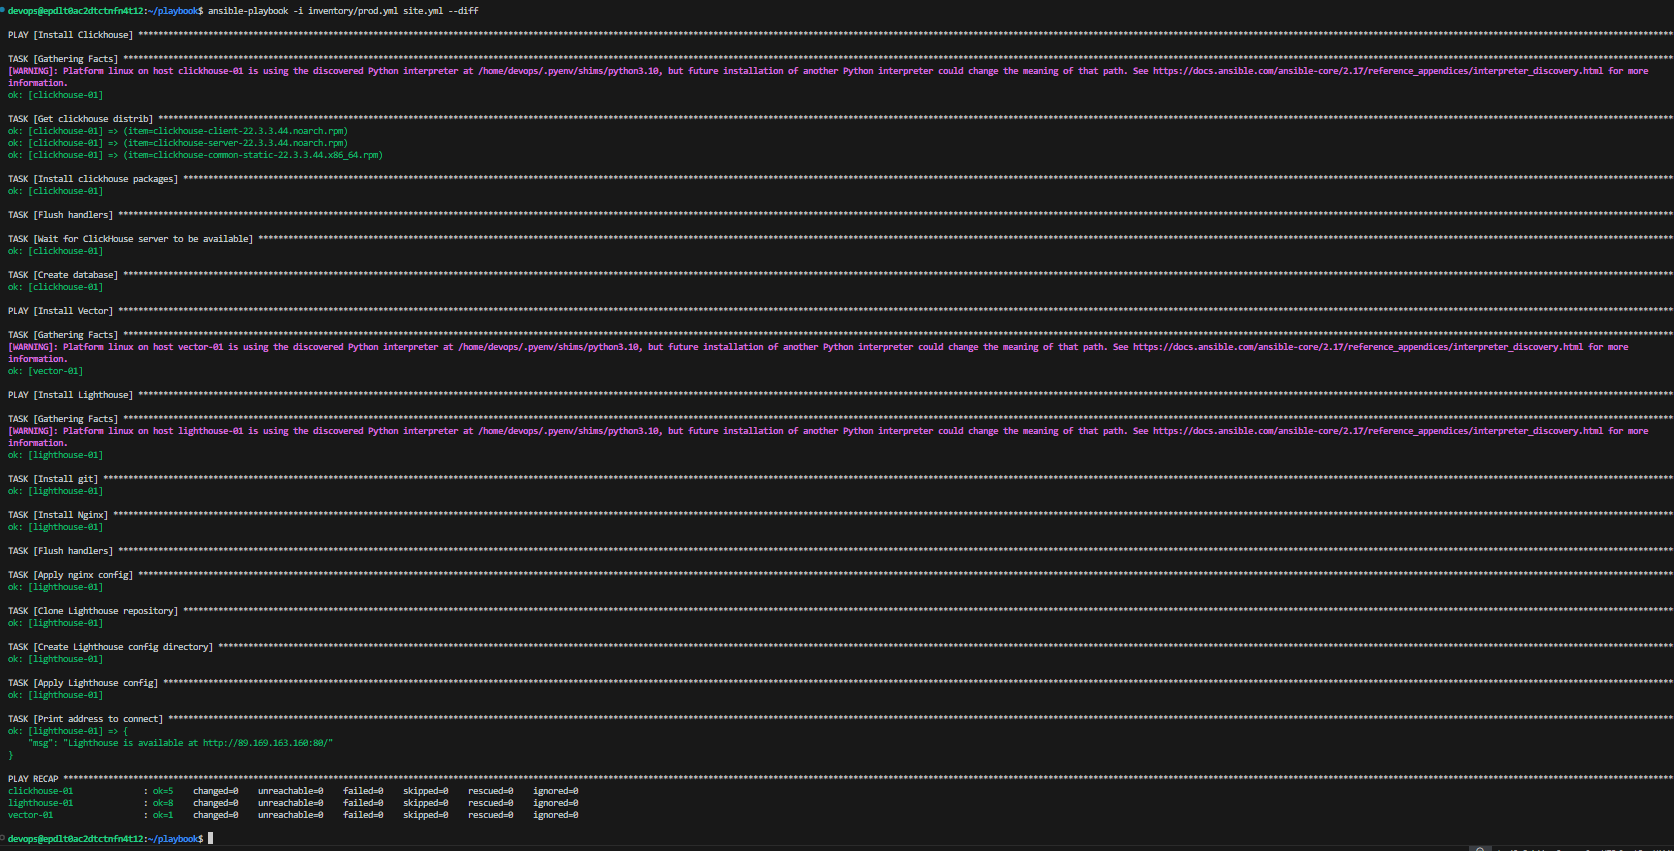 devops@epdlt0ac2dtctnfn4t12:~/playbook$ ansible-playbook -i inventory/prod.yml site.yml --diff
PLAY [Install Clickhouse] ****************************************************************
TASK [Gathering Facts] ****************************************************************
[WARNING]: Platform linux on host clickhouse-01 is using the discovered Python interpreter at /home/devops/.pyenv/shims/python3.10, but future installation of another Python interpreter could change the meaning of that path. See https://docs.ansible.com/ansible-core/2.17/reference_appendices/interpreter_discovery.html for more
information.
ok: [clickhouse-01]
TASK [Get clickhouse distrib] ****************************************************************
ok: [clickhouse-01] => (item=clickhouse-client-22.3.3.44.noarch.rpm)
ok: [clickhouse-01] => (item=clickhouse-server-22.3.3.44.noarch.rpm)
ok: [clickhouse-01] => (item=clickhouse-common-static-22.3.3.44.x86_64.rpm)
TASK [Install clickhouse packages] ****************************************************************
ok: [clickhouse-01]
TASK [Flush handlers] ****************************************************************
TASK [Wait for ClickHouse server to be available] ****************************************************************
ok: [clickhouse-01]
TASK [Create database] ****************************************************************
ok: [clickhouse-01]
PLAY [Install Vector] ****************************************************************
TASK [Gathering Facts] ****************************************************************
[WARNING]: Platform linux on host vector-01 is using the discovered Python interpreter at /home/devops/.pyenv/shims/python3.10, but future installation of another Python interpreter could change the meaning of that path. See https://docs.ansible.com/ansible-core/2.17/reference_appendices/interpreter_discovery.html for more
information.
ok: [vector-01]
PLAY [Install Lighthouse] ****************************************************************
TASK [Gathering Facts] ****************************************************************
[WARNING]: Platform linux on host lighthouse-01 is using the discovered Python interpreter at /home/devops/.pyenv/shims/python3.10, but future installation of another Python interpreter could change the meaning of that path. See https://docs.ansible.com/ansible-core/2.17/reference_appendices/interpreter_discovery.html for more
information.
ok: [lighthouse-01]
TASK [Install git] ****************************************************************
ok: [lighthouse-01]
TASK [Install Nginx] ****************************************************************
ok: [lighthouse-01]
TASK [Flush handlers] ****************************************************************
TASK [Apply nginx config] ****************************************************************
ok: [lighthouse-01]
TASK [Clone Lighthouse repository] ****************************************************************
ok: [lighthouse-01]
TASK [Create Lighthouse config directory] ****************************************************************
ok: [lighthouse-01]
TASK [Apply Lighthouse config] ****************************************************************
ok: [lighthouse-01]
TASK [Print address to connect] ****************************************************************
ok: [lighthouse-01] => {
    "msg": "Lighthouse is available at http://89.169.163.160:80/"
}
PLAY RECAP ****************************************************************
clickhouse-01              : ok=5    changed=0    unreachable=0    failed=0    skipped=0    rescued=0    ignored=0
lighthouse-01              : ok=8    changed=0    unreachable=0    failed=0    skipped=0    rescued=0    ignored=0
vector-01                  : ok=1    changed=0    unreachable=0    failed=0    skipped=0    rescued=0    ignored=0
devops@epdlt0ac2dtctnfn4t12:~/playbook$